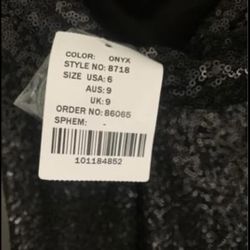 COLOR: ONYX
STYLE NO: 8718
SIZE USA: 6
AUS: 9
UK: 9
ORDER NO: 86065
SPHEM: -
101184852